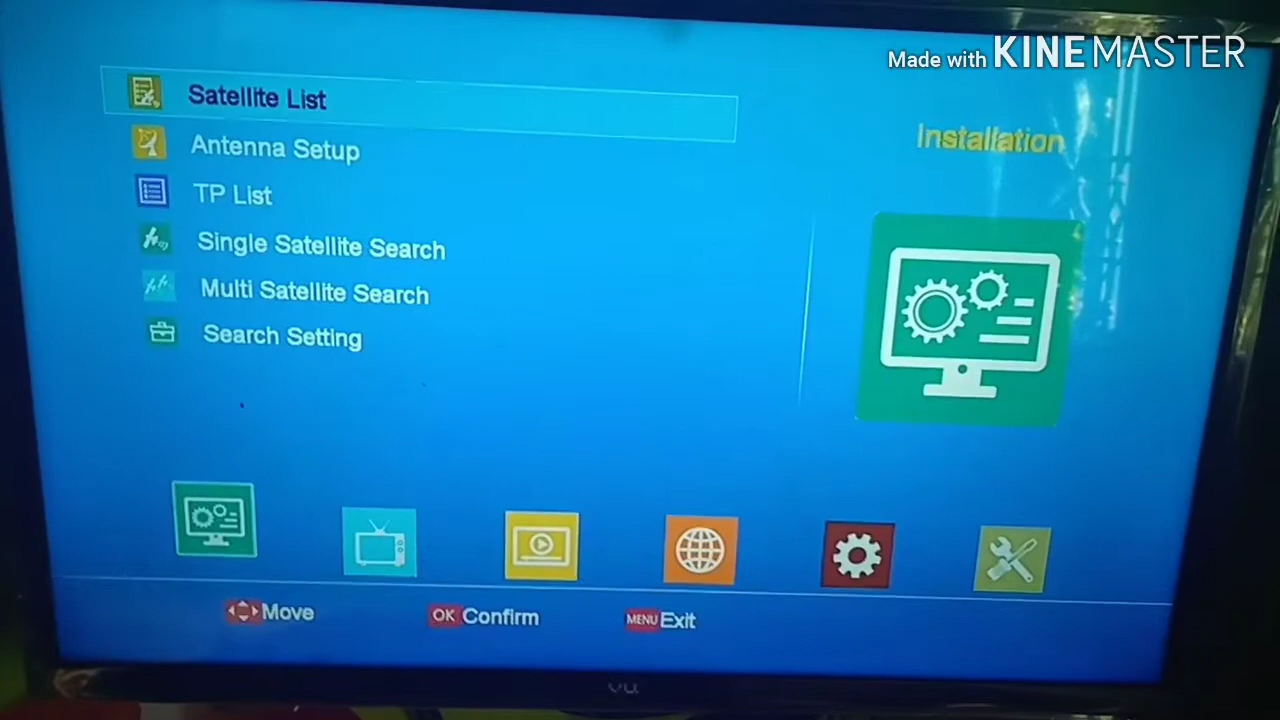 Made with KINEMASTER
Satellite List
Installation
Antenna Setup
TP List
Single Satellite Search
Multi Satellite Search
Search Setting
Move
OK Confirm
MENU Exit